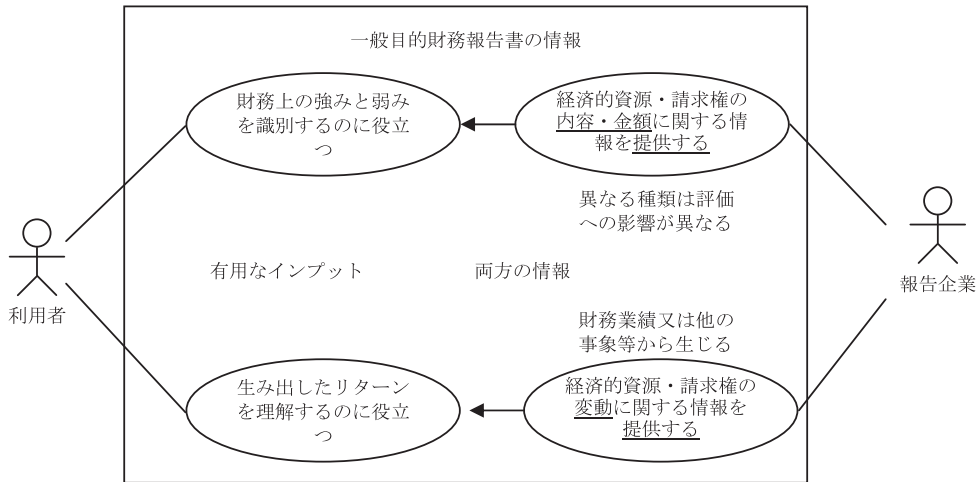 一般目的財務報告書の情報
財務上の強みと弱み
を識別するのに役立
つ
経済的資源・請求権の
内容・金額に関する情
報を提供する
異なる種類は評価
への影響が異なる
利用者
有用なインプット
両方の情報
報告企業
財務業績又は他の
事象等から生じる
生み出したリターン
を理解するのに役立
つ
経済的資源・請求権の
変動に関する情報を
提供する